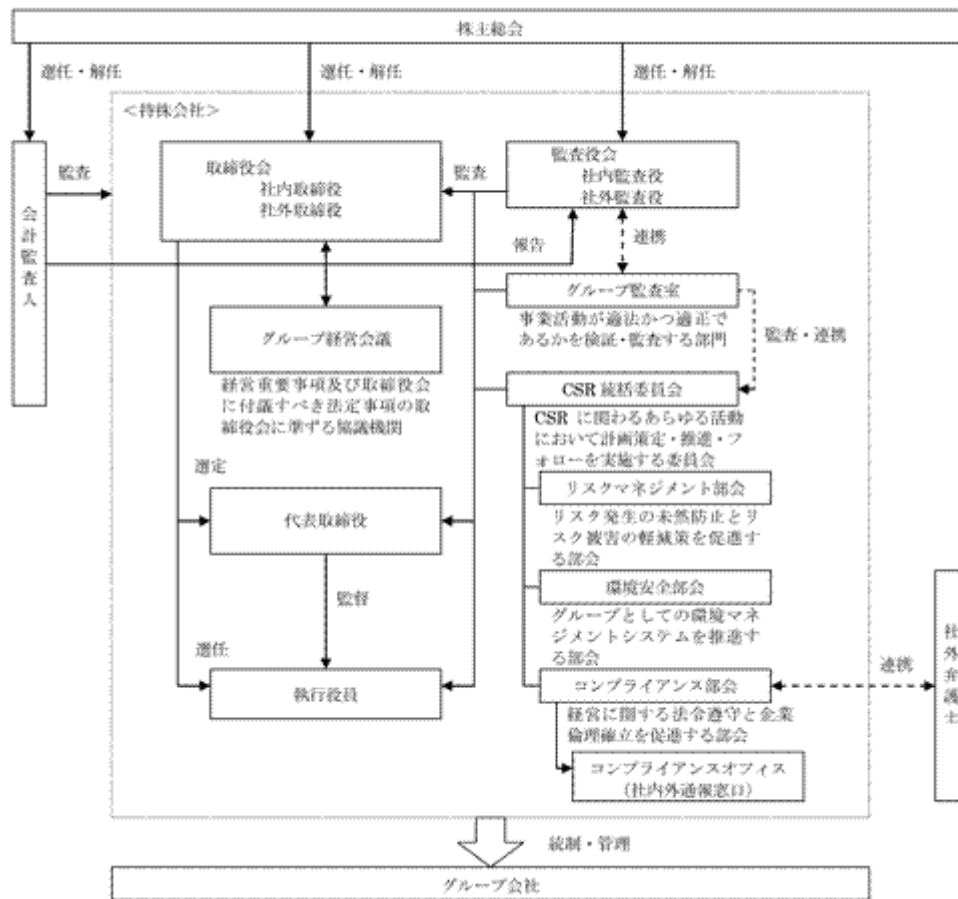 株主総会
選任・解任
選任・解任
選任・解任
＜持株会社＞
取締役会
社内取締役
社外取締役
監査
監査役会
社内監査役
社外監査役
監査
会計監査人
報告
連携
グループ監査室
事業活動が適法かつ適正で
あるかを検証・監査する部門
監査・連携
グループ経営会議
経営重要事項及び取締役会
に付議すべき法定事項の取
締役会に準ずる協議機関
CSR 統括委員会
CSR に関わるあらゆる活動
において計画策定・推進・フ
ォローを実施する委員会
選定
代表取締役
リスクマネジメント部会
リスク発生の未然防止とリ
スク被害の軽減策を促進す
る部会
監督
環境安全部会
グループとしての環境マネ
ジメントシステムを推進す
る部会
選任
執行役員
コンプライアンス部会
経営に関する法令遵守と企業
倫理確立を促進する部会
連携
社外弁護士
コンプライアンスオフィス
（社内外通報窓口）
統制・管理
グループ会社